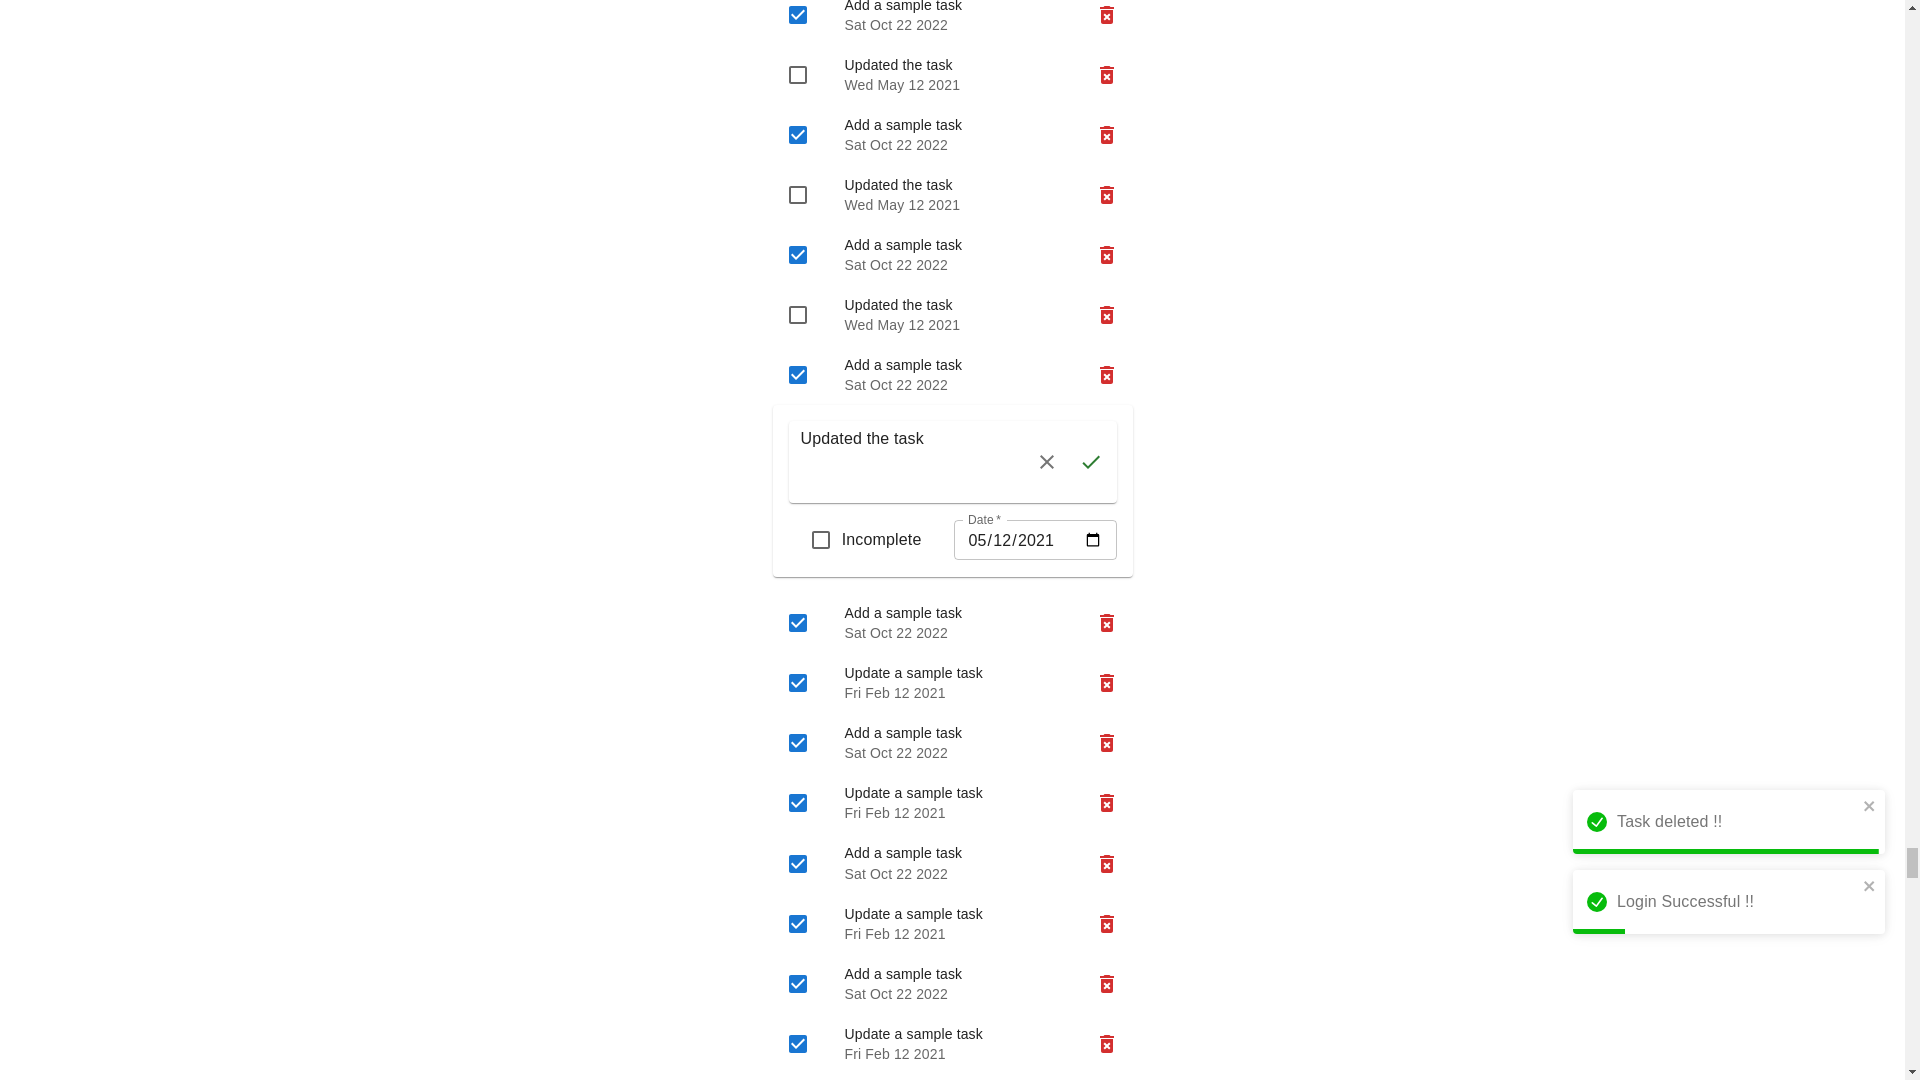 Add a sample task
Sat Oct 22 2022
Updated the task
Wed May 12 2021
Add a sample task
Sat Oct 22 2022
Updated the task
Wed May 12 2021
Add a sample task
Sat Oct 22 2022
Updated the task
Wed May 12 2021
Add a sample task
Sat Oct 22 2022
Updated the task
Date *
Incomplete
05/12/2021
Add a sample task
Sat Oct 22 2022
Update a sample task
Fri Feb 12 2021
Add a sample task
Sat Oct 22 2022
Update a sample task
Fri Feb 12 2021
Add a sample task
Sat Oct 22 2022
Update a sample task
Fri Feb 12 2021
Add a sample task
Sat Oct 22 2022
Update a sample task
Fri Feb 12 2021
Task deleted !!
Login Successful !!